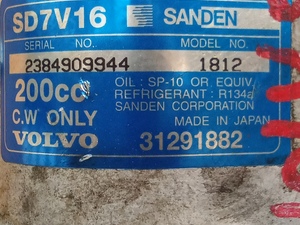 SD7V16 SANDEN
SERIAL NO. MODEL NO.
2384909944 1812
200cc OIL : SP-10 OR EQUIV.
REFRIGERANT : R134a
SANDEN CORPORATION
C.W ONLY MADE IN JAPAN
VOLVO 31291882